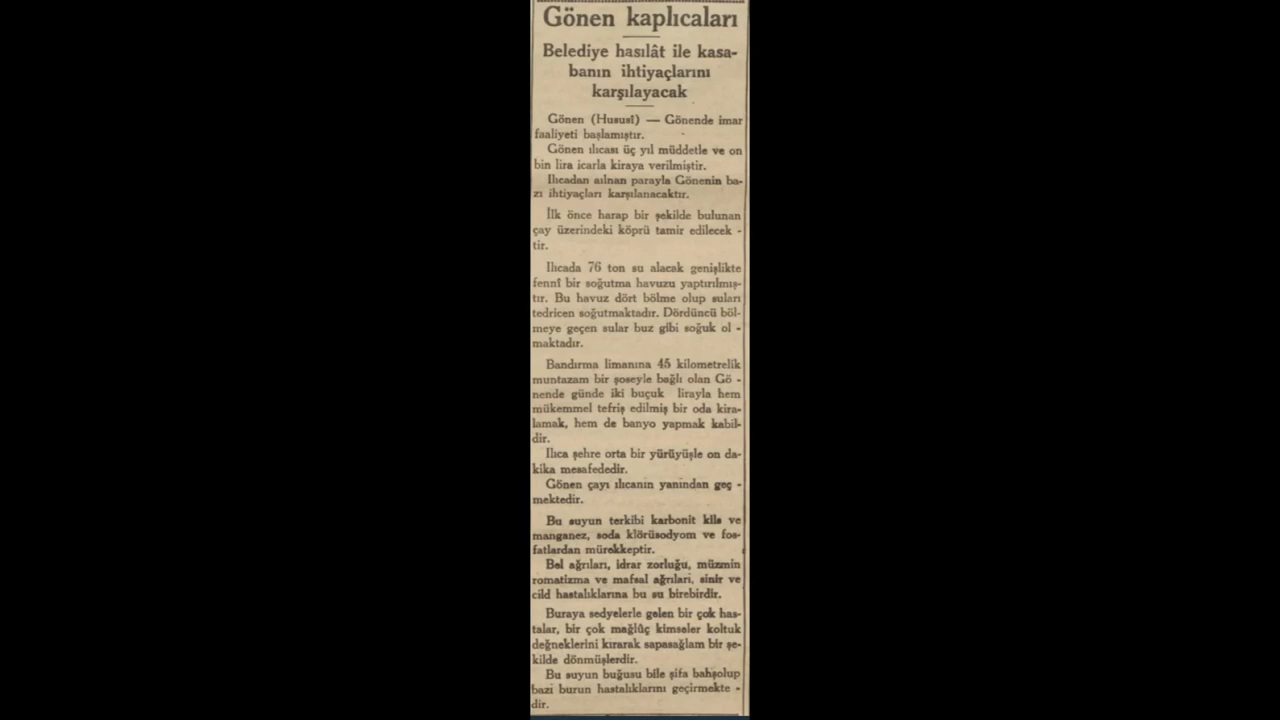 Gönen kaplıcaları
Belediye hasılât ile kasa-
banın ihtiyaçlarını
karşılayacak
Gönen (Hususî) — Gönende imar
faaliyeti başlamıştır.
Gönen ılıcası üç yıl müddetle ve on
bin lira icarla kiraya verilmiştir.
Ilıcadan aılnan parayla Gönenin ba-
zı ihtiyaçları karşılanacaktır.
İlk önce harap bir şekilde bulunan
çay üzerindeki köprü tamir edilecek -
tir.
Ilıcada 76 ton su alacak genişlikte
fennî bir soğutma havuzu yaptırılmış-
tır. Bu havuz dört bölme olup suları
tedricen soğutmaktadır. Dördüncü böl-
meye geçen sular buz gibi soğuk ol -
maktadır.
Bandırma limanına 45 kilometrelik
muntazam bir şoseyle bağlı olan Gö -
nende günde iki buçuk lirayla hem
mükemmel tefriş edilmiş bir oda kira-
lamak, hem de banyo yapmak kabil-
dir.
Ilıca şehre orta bir yürüyüşle on da-
kika mesafededir.
Gönen çayı ılıcanin yanından geç -
mektedir.
Bu suyun terkibi karbonit kils ve
manganez, soda klörüsodyom ve fos-
fatlardan mürekkeptir.
Bel ağrıları, idrar zorluğu, müzmin
romatizma ve mafsal ağrıları, sinir ve
cild hastalıklarına bu su birebirdir.
Buraya sedyelerle gelen bir çok has-
talar, bir çok mağlûç kimseler koltuk
değneklerini kırarak sapasağlam bir şe-
kilde dönmüşlerdir.
Bu suyun buğusu bile şifa bahşolup
bazi burun hastalıklarını geçirmekte -
dir.